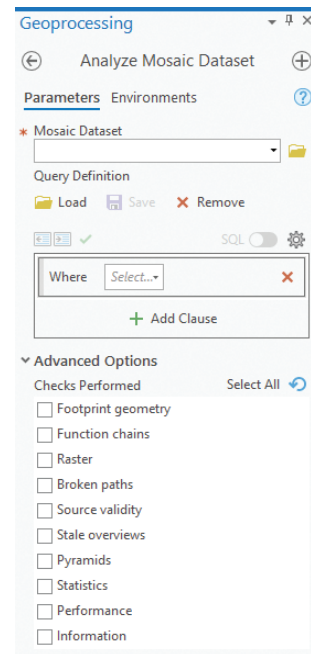 Geoprocessing
Analyze Mosaic Dataset
Parameters Environments
* Mosaic Dataset
Query Definition
Load Save Remove
SQL
Where Select...
Add Clause
Advanced Options
Checks Performed Select All
Footprint geometry
Function chains
Raster
Broken paths
Source validity
Stale overviews
Pyramids
Statistics
Performance
Information